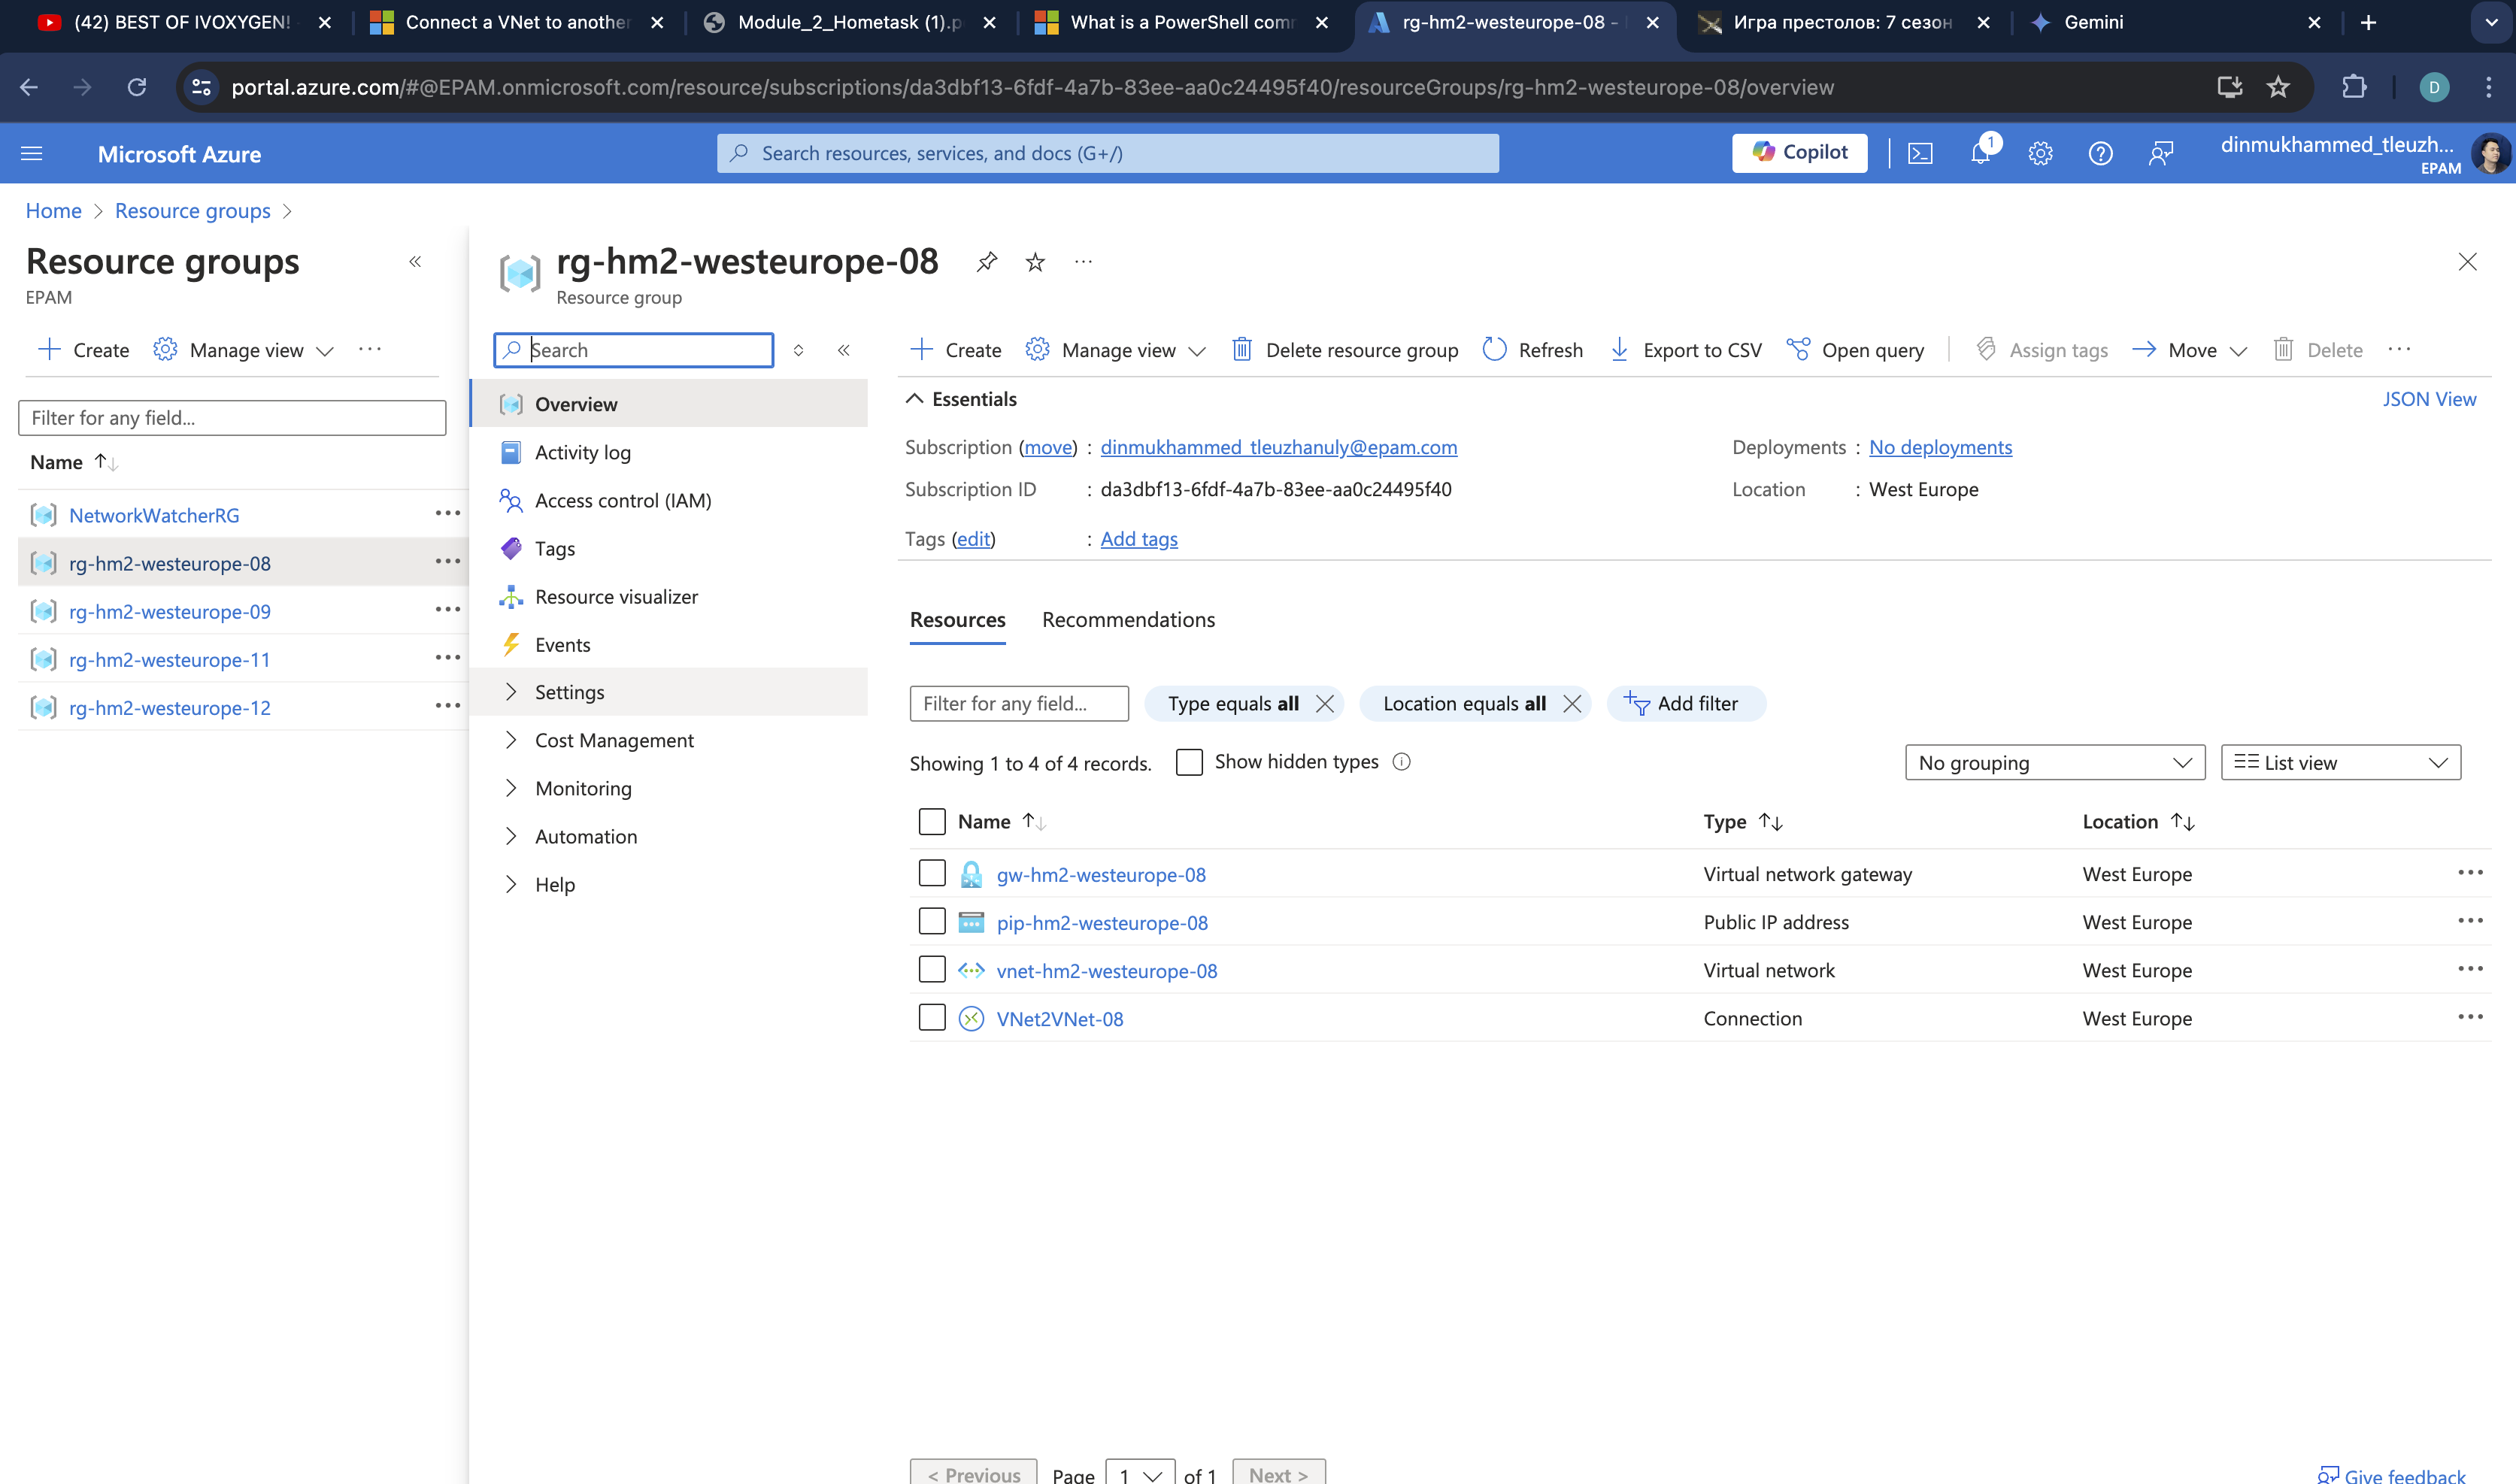 (42) BEST OF IVOXYGEN!
Connect a VNet to another
Module_2_Hometask (1).p
What is a PowerShell com
rg-hm2-westeurope-08 -
Игра престолов: 7 сезон
Gemini
portal.azure.com/#@EPAM.onmicrosoft.com/resource/subscriptions/da3dbf13-6fdf-4a7b-83ee-aa0c24495f40/resourceGroups/rg-hm2-westeurope-08/overview
D
Microsoft Azure
Search resources, services, and docs (G+/)
Copilot
1
dinmukhammed_tleuzh...
EPAM
Home > Resource groups >
Resource groups
EPAM
Create
Manage view
Filter for any field...
Name
NetworkWatcherRG
rg-hm2-westeurope-08
rg-hm2-westeurope-09
rg-hm2-westeurope-11
rg-hm2-westeurope-12
rg-hm2-westeurope-08
Resource group
Search
Overview
Activity log
Access control (IAM)
Tags
Resource visualizer
Events
Settings
Cost Management
Monitoring
Automation
Help
Create
Manage view
Delete resource group
Refresh
Export to CSV
Open query
Assign tags
Move
Delete
Essentials
JSON View
Subscription (move) : dinmukhammed_tleuzhanuly@epam.com
Deployments : No deployments
Subscription ID : da3dbf13-6fdf-4a7b-83ee-aa0c24495f40
Location : West Europe
Tags (edit) : Add tags
Resources
Recommendations
Filter for any field...
Type equals all
Location equals all
Add filter
Showing 1 to 4 of 4 records.
Show hidden types
No grouping
List view
Name Type Location
gw-hm2-westeurope-08 Virtual network gateway West Europe
pip-hm2-westeurope-08 Public IP address West Europe
vnet-hm2-westeurope-08 Virtual network West Europe
VNet2VNet-08 Connection West Europe
< Previous Page 1 of 1 Next >
Give feedback